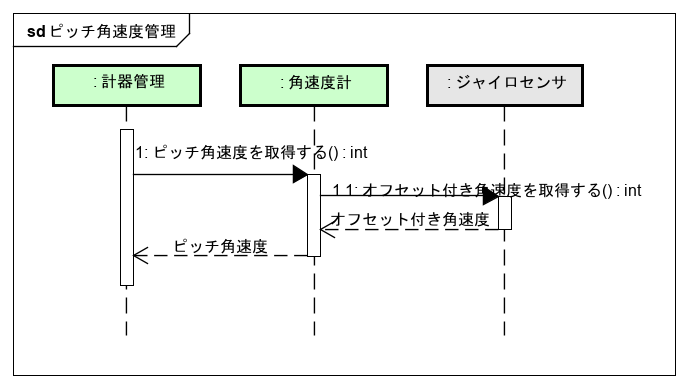 sd ピッチ角速度管理
: 計器管理
: 角速度計
: ジャイロセンサ
1: ピッチ角速度を取得する() : int
1.1: オフセット付き角速度を取得する() : int
オフセット付き角速度
ピッチ角速度